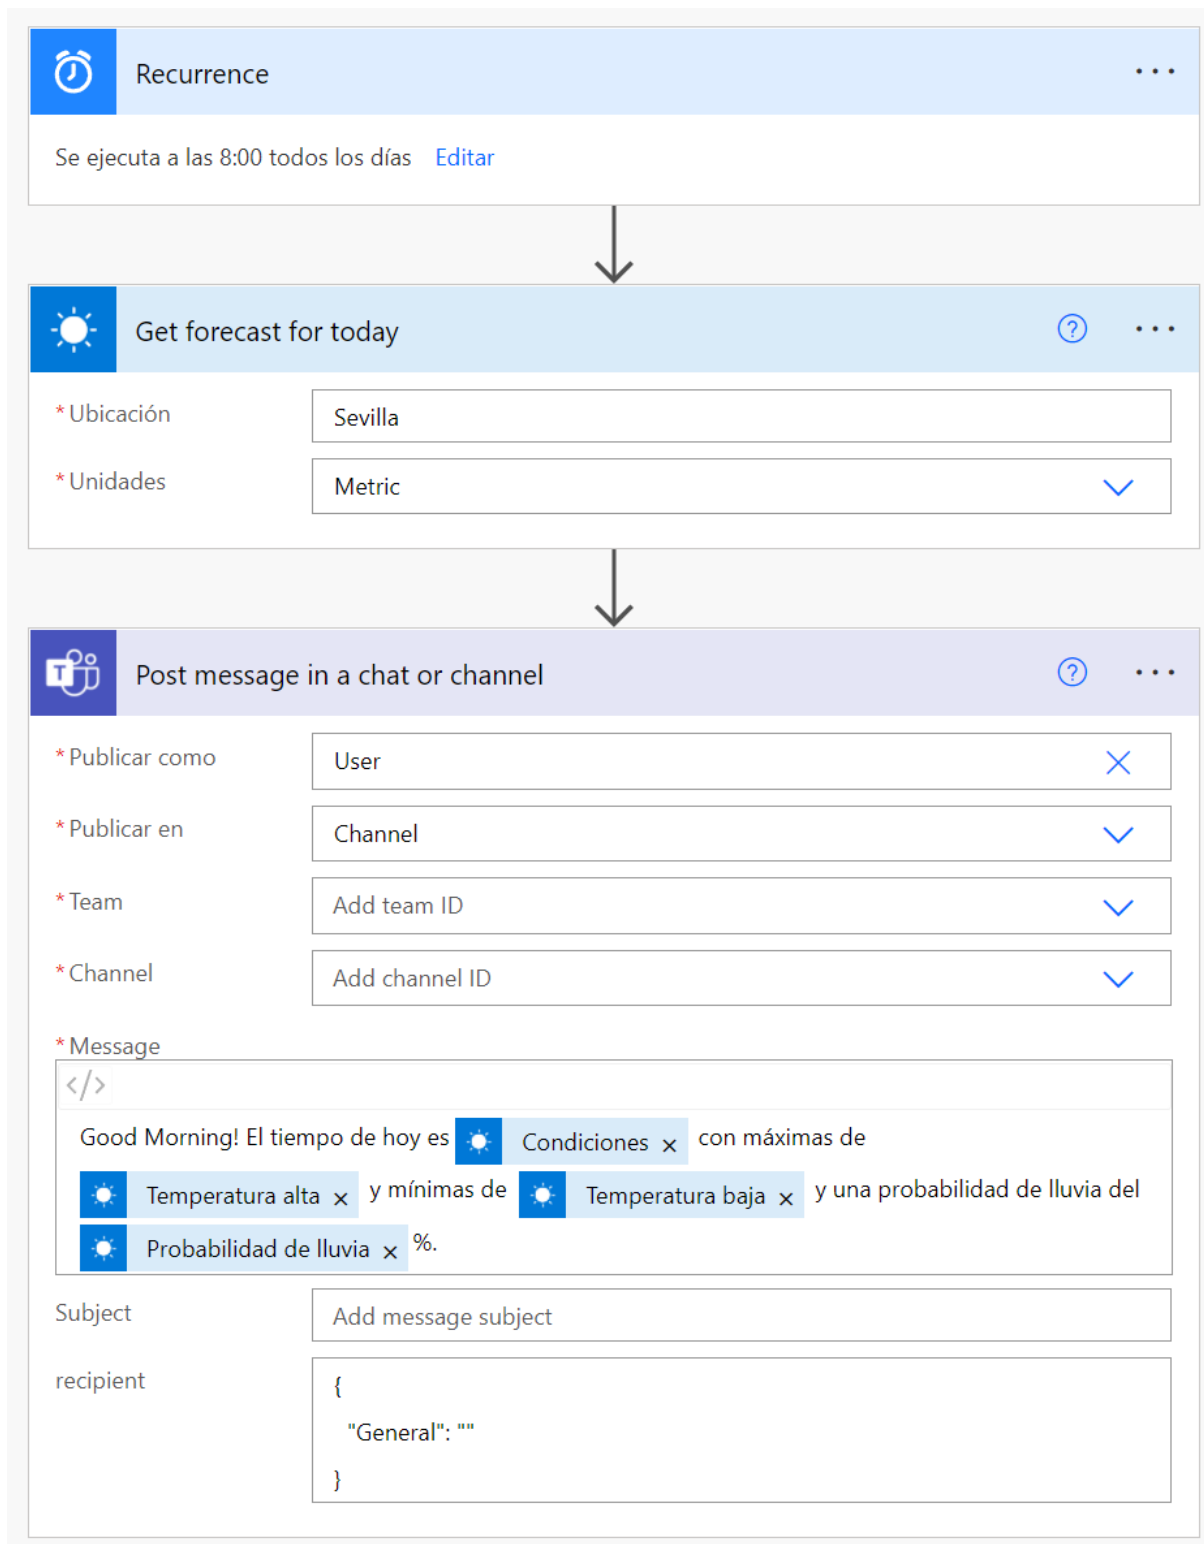 Recurrence
Se ejecuta a las 8:00 todos los días Editar
Get forecast for today
* Ubicación Sevilla
* Unidades Metric
Post message in a chat or channel
* Publicar como User
* Publicar en Channel
* Team Add team ID
* Channel Add channel ID
* Message
</>
Good Morning! El tiempo de hoy es Condiciones × con máximas de
Temperatura alta × y mínimas de Temperatura baja × y una probabilidad de lluvia del
Probabilidad de lluvia × %.
Subject Add message subject
recipient {
"General": ""
}